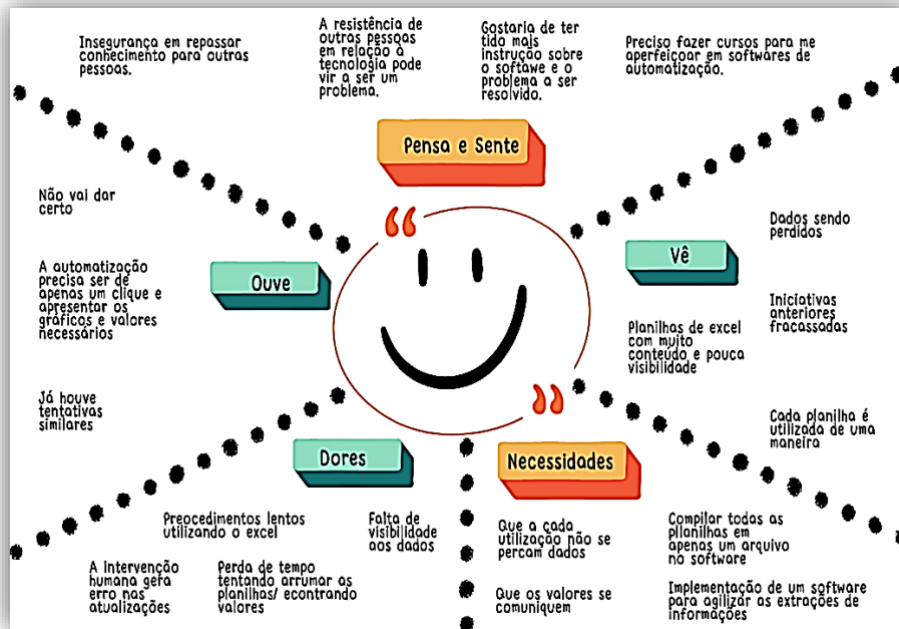 Insegurança em repassar
conhecimento para outras
pessoas.
A resistência de
outras pessoas
em relação à
tecnologia pode
vir a ser um
problema.
Gostaria de ter
tido mais
instrução sobre
o softawe e o
problema a ser
resolvido.
Preciso fazer cursos para me
aperfeiçoar em softwares de
automatização.
Pensa e Sente
Não vai dar
certo
A automatização
precisa ser de
apenas um clique e
apresentar os
gráficos e valores
necessários
Já houve
tentativas
similares
Ouve
Vê
Dados sendo
perdidos
Iniciativas
anteriores
fracassadas
Planilhas de excel
com muito
conteúdo e pouca
visibilidade
Cada planilha é
utilizada de uma
maneira
Dores
Preocedimentos lentos
utilizando o excel
Falta de
visibilidade
aos dados
A intervenção
humana gera
erro nas
atualizações
Perda de tempo
tentando arrumar as
planilhas/ econtrando
valores
Necessidades
Que a cada
utilização não se
percam dados
Compilar todas as
pllanilhas em
apenas um arquivo
no software
Que os valores se
comuniquem
Implementação de um software
para agilizar as extrações de
informações